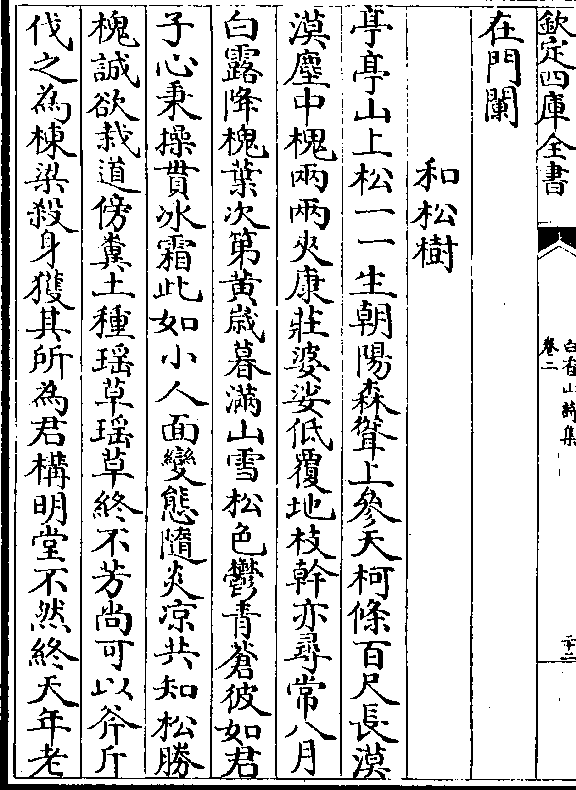 欽定四庫全書
白香山詩集
卷二
二十二
在門闌
和松樹
亭亭山上松一一生朝陽森聳上參天柯條百尺長漠
漠塵中槐兩兩夾康莊婆娑低覆地枝幹亦尋常八月
白露降槐葉次第黄歳暮滿山雪松色鬱青蒼彼如君
子心秉操貫冰霜此如小人面變態隨炎凉共知松勝
槐誠欲栽道傍糞土種瑶草瑶草終不芳尚可以斧斤
伐之為棟梁殺身獲其所為君構明堂不然終天年老